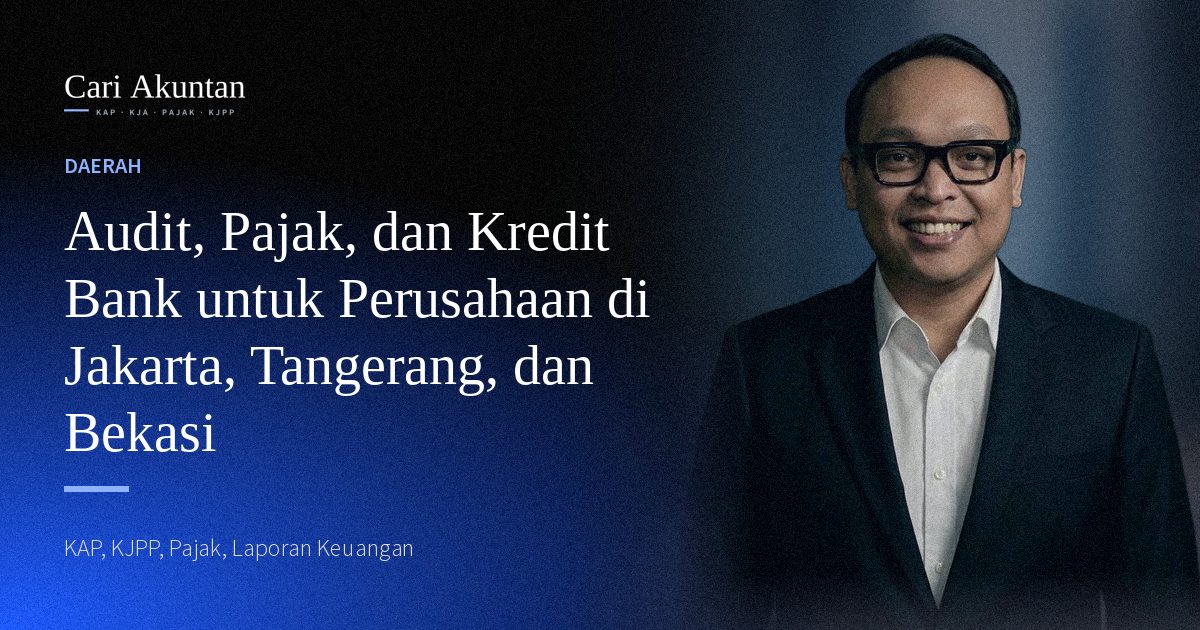 Cari Akuntan
KAP · KJA · PAJAK · KJPP
DAERAH
Audit, Pajak, dan Kredit
Bank untuk Perusahaan di
Jakarta, Tangerang, dan
Bekasi
KAP, KJPP, Pajak, Laporan Keuangan